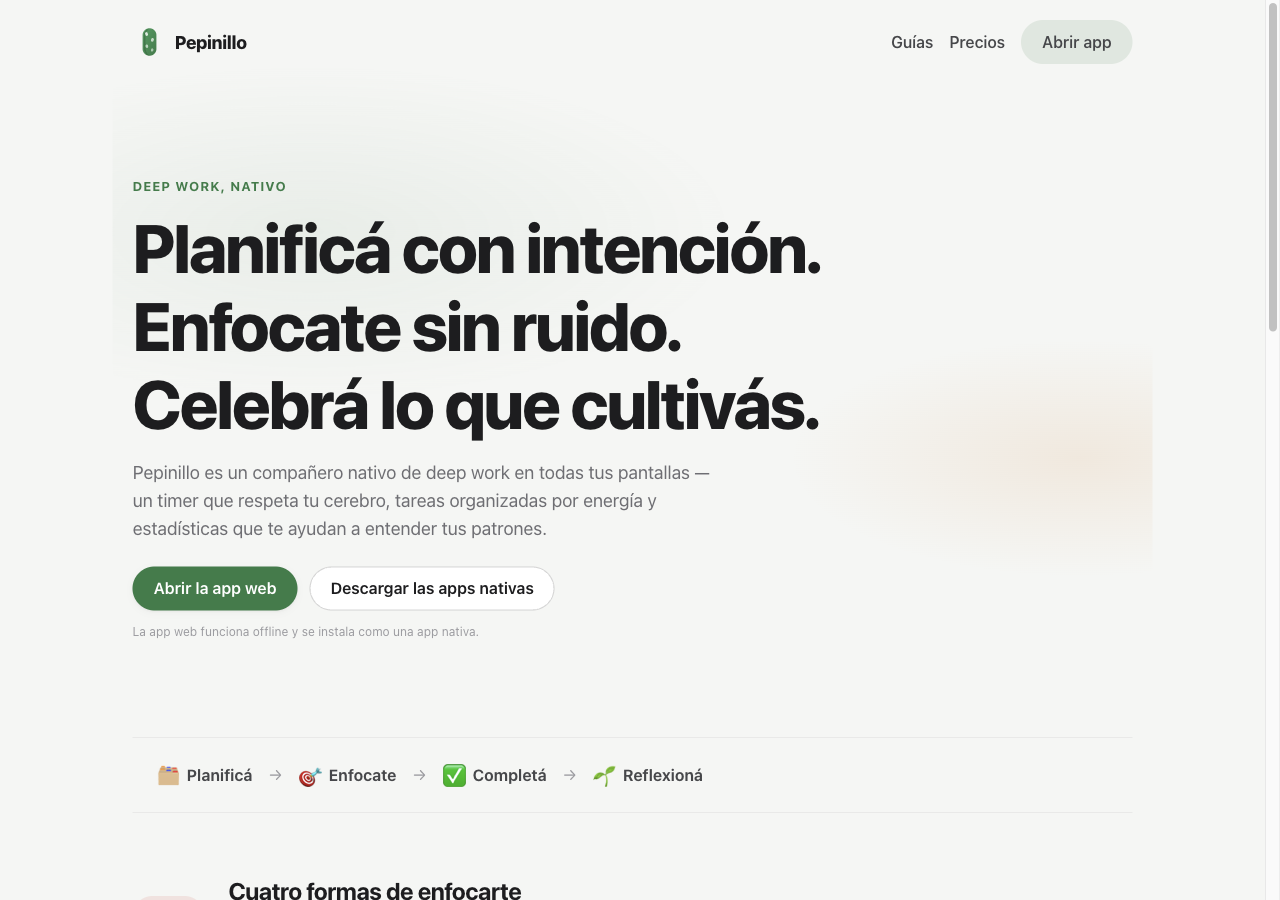 Pepinillo
Guías Precios Abrir app
DEEP WORK, NATIVO
Planificá con intención.
Enfocate sin ruido.
Celebrá lo que cultivás.
Pepinillo es un compañero nativo de deep work en todas tus pantallas —
un timer que respeta tu cerebro, tareas organizadas por energía y
estadísticas que te ayudan a entender tus patrones.
Abrir la app web Descargar las apps nativas
La app web funciona offline y se instala como una app nativa.
Planificá → Enfocate → Completá → Reflexioná
Cuatro formas de enfocarte